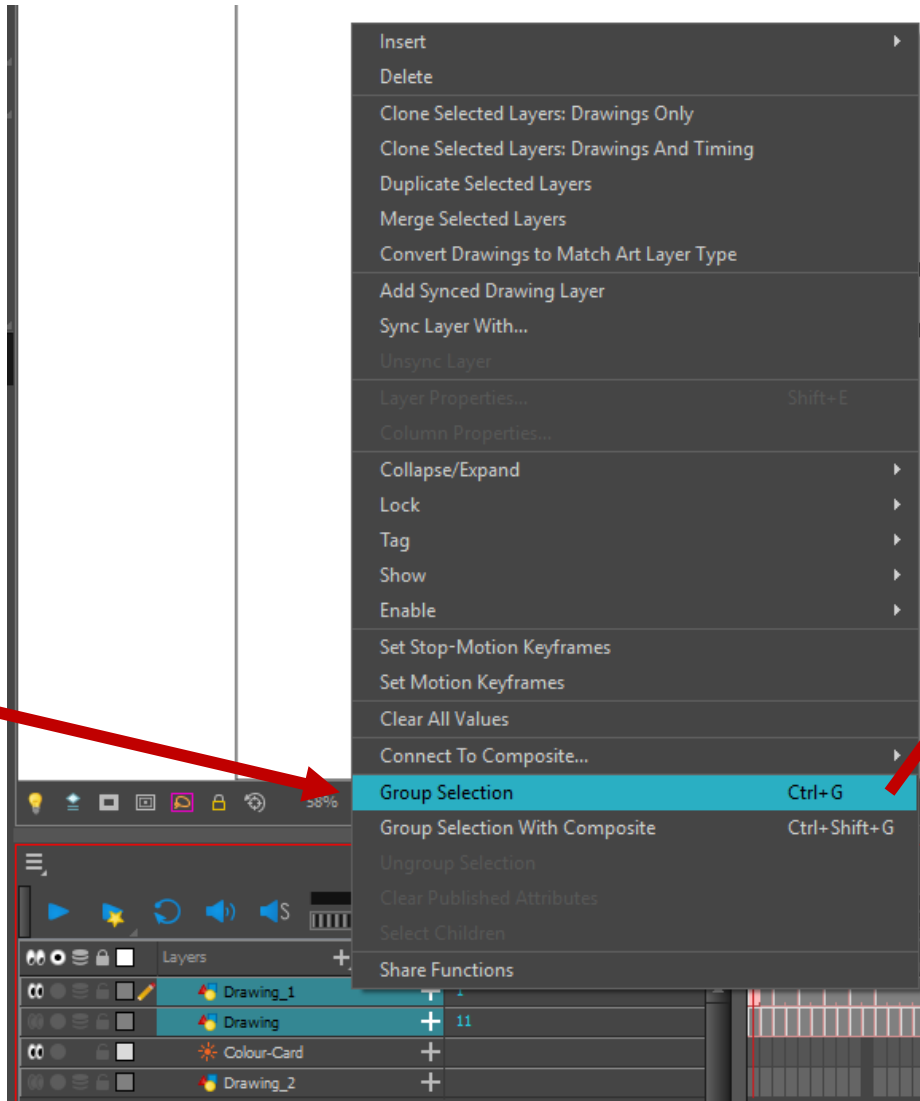 Insert
Delete
Clone Selected Layers: Drawings Only
Clone Selected Layers: Drawings And Timing
Duplicate Selected Layers
Merge Selected Layers
Convert Drawings to Match Art Layer Type
Add Synced Drawing Layer
Sync Layer With...
Unsync Layer
Layer Properties... Shift+E
Column Properties...
Collapse/Expand
Lock
Tag
Show
Enable
Set Stop-Motion Keyframes
Set Motion Keyframes
Clear All Values
Connect To Composite...
58% Group Selection Ctrl+G
Group Selection With Composite Ctrl+Shift+G
Ungroup Selection
Clear Published Attributes
S Select Children
Layers
Share Functions
Drawing_1 1
Drawing 11
Colour-Card
Drawing_2